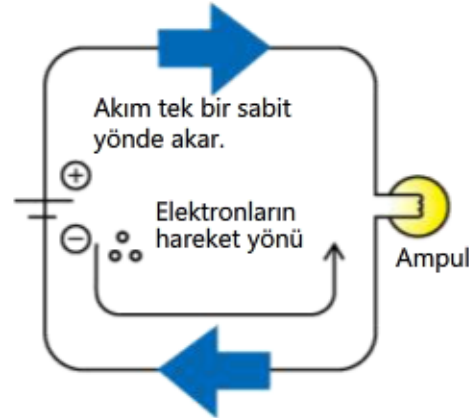 Akım tek bir sabit
yönde akar.
+
Elektronların
hareket yönü
−
Ampul